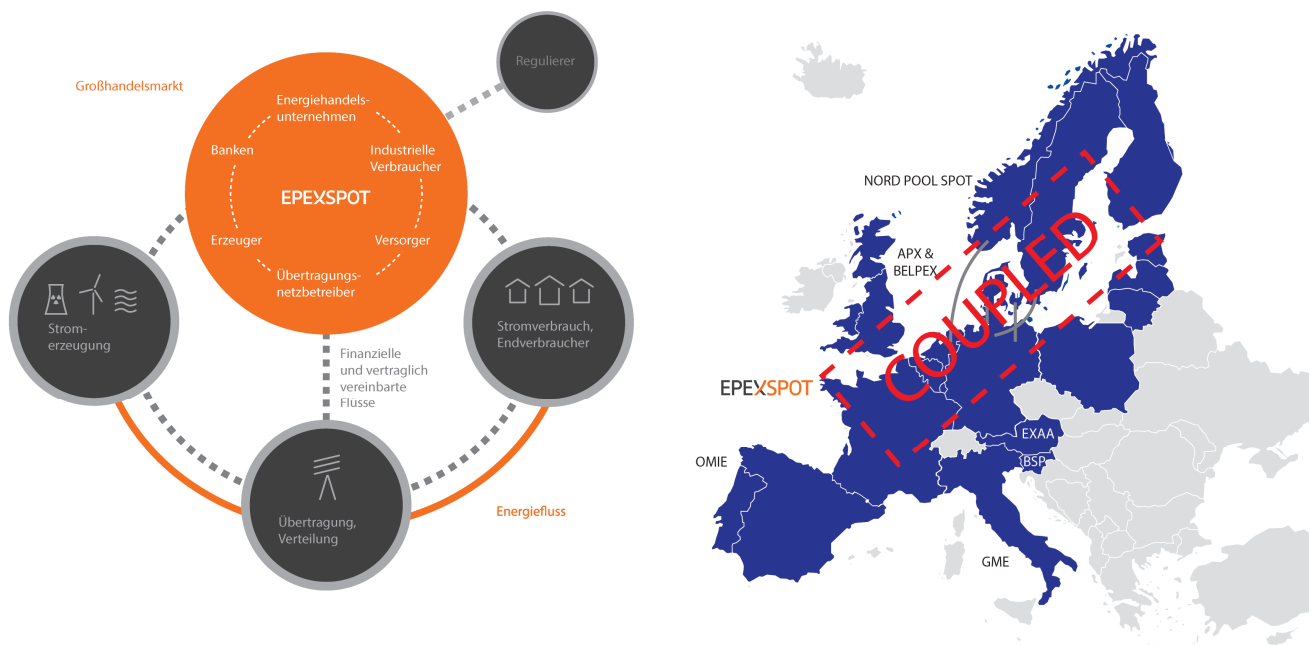 Großhandelsmarkt
Regulierer
Energiehandels-
unternehmen
Banken
Industrielle
Verbraucher
EPEXSPOT
Erzeuger
Versorger
Übertragungs-
netzbetreiber
Strom-
erzeugung
Stromverbrauch,
Endverbraucher
Finanzielle
und vertraglich
vereinbarte
Flüsse
Übertragung,
Verteilung
Energiefluss
NORD POOL SPOT
APX &
BELPEX
COUPLED
EPEXSPOT
EXAA
BSP
OMIE
GME